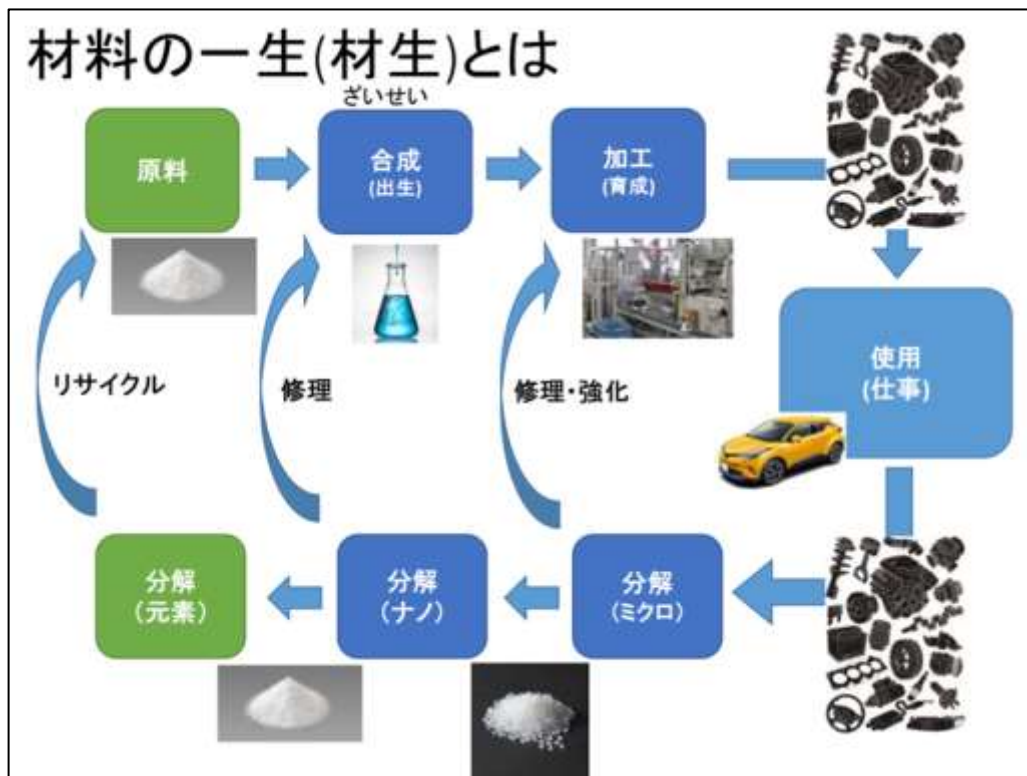 材料の一生(材生)とは
ざいせい
原料
合成
(出生)
加工
(育成)
使用
(仕事)
リサイクル
修理
修理・強化
分解
(元素)
分解
(ナノ)
分解
(ミクロ)